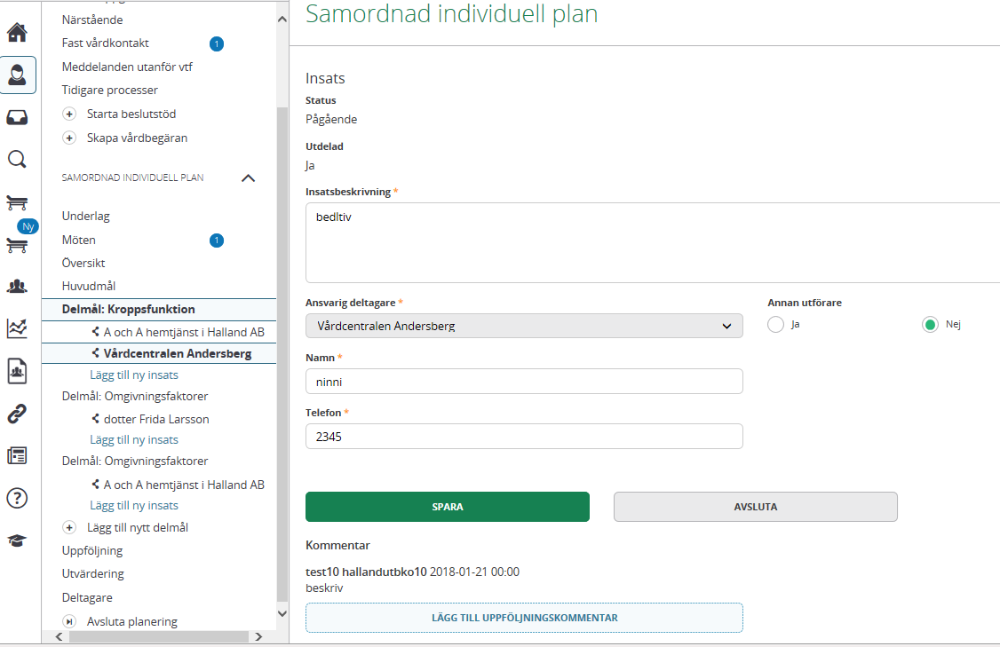 Samordnad individuell plan
Närstående
Fast vårdkontakt 1
Meddelanden utanför vtf
Tidigare processer
Starta beslutstöd
Skapa vårdbegäran
SAMORDNAD INDIVIDUELL PLAN
Underlag
Möten 1
Översikt
Huvudmål
Delmål: Kroppsfunktion
A och A hemtjänst i Halland AB
Vårdcentralen Andersberg
Lägg till ny insats
Delmål: Omgivningsfaktorer
dotter Frida Larsson
Lägg till ny insats
Delmål: Omgivningsfaktorer
A och A hemtjänst i Halland AB
Lägg till ny insats
Lägg till nytt delmål
Uppföljning
Utvärdering
Deltagare
Avsluta planering
Ny
Insats
Status
Pågående
Utdelad
Ja
Insatsbeskrivning *
bedltiv
Ansvarig deltagare *
Vårdcentralen Andersberg
Annan utförare
Ja
Nej
Namn *
ninni
Telefon *
2345
SPARA
AVSLUTA
Kommentar
test10 hallandutbko10 2018-01-21 00:00
beskriv
LÄGG TILL UPPFÖLJNINGSKOMMENTAR